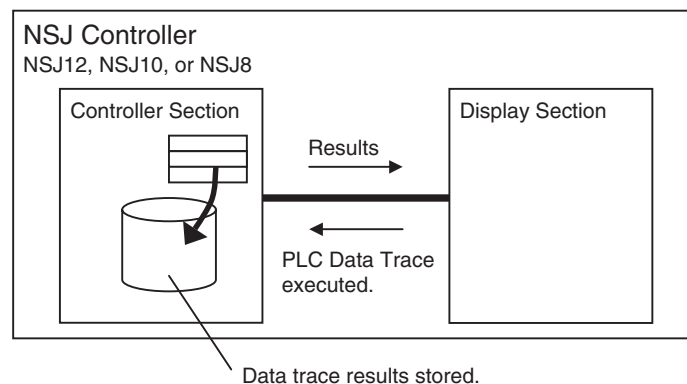 NSJ Controller
NSJ12, NSJ10, or NSJ8
Controller Section
Display Section
Results
PLC Data Trace
executed.
Data trace results stored.